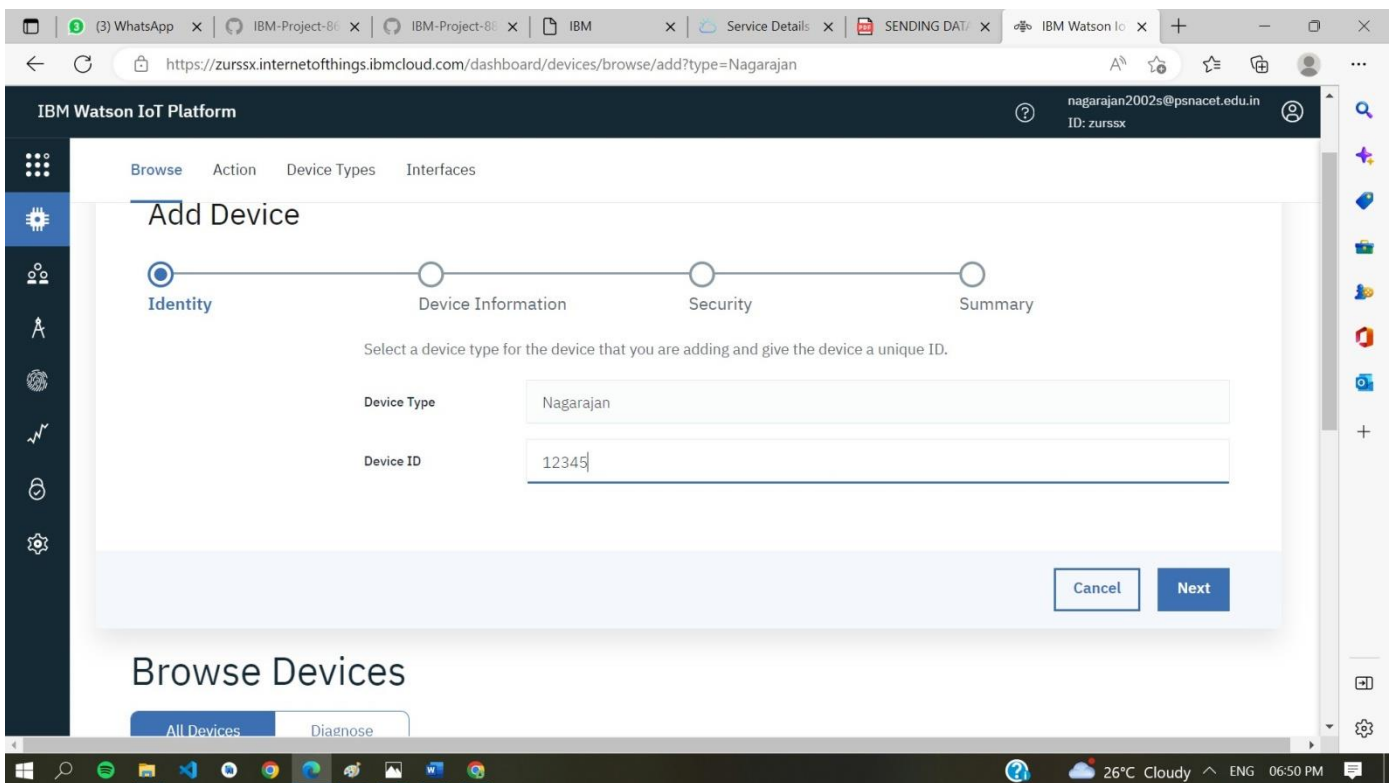 (3) WhatsApp
IBM-Project-86
IBM-Project-88
IBM
Service Details
SENDING DATA
IBM Watson Io
https://zurssx.internetofthings.ibmcloud.com/dashboard/devices/browse/add?type=Nagarajan
IBM Watson IoT Platform
nagarajan2002s@psnacet.edu.in
ID: zurssx
Browse Action Device Types Interfaces
Add Device
Identity Device Information Security Summary
Select a device type for the device that you are adding and give the device a unique ID.
Device Type Nagarajan
Device ID 12345
Cancel Next
Browse Devices
All Devices Diagnose
26°C Cloudy ENG 06:50 PM